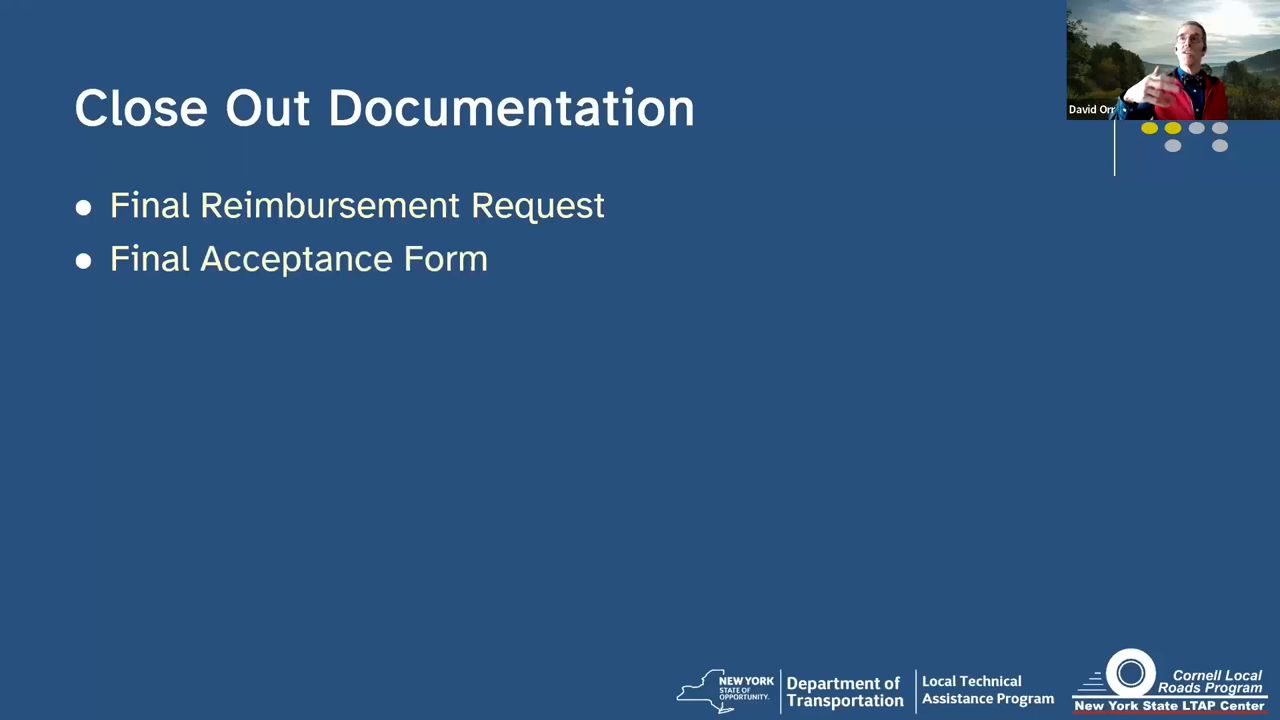 Close Out Documentation
David Orr
● Final Reimbursement Request
● Final Acceptance Form
NEW YORK
STATE OF
OPPORTUNITY.
Department of
Transportation
Local Technical
Assistance Program
Cornell Local
Roads Program
New York State LTAP Center